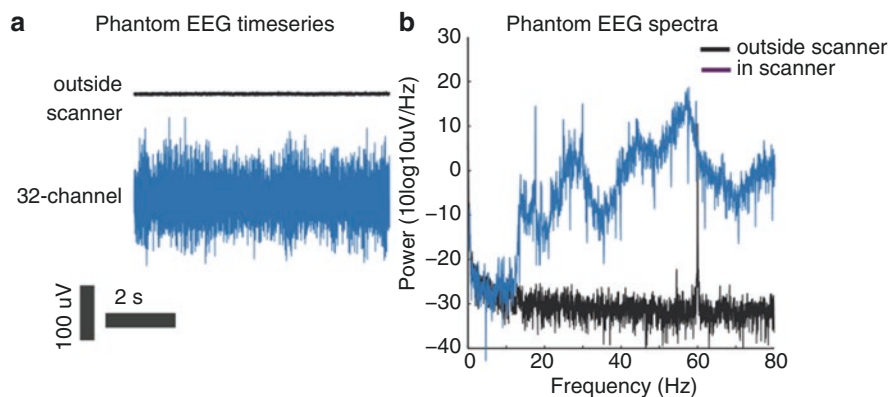 a
Phantom EEG timeseries
outside
scanner
32-channel
100 uV
2 s
b
Phantom EEG spectra
outside scanner
in scanner
Power (10log10uV/Hz)
30
20
10
0
−10
−20
−30
−40
20
40
60
80
Frequency (Hz)